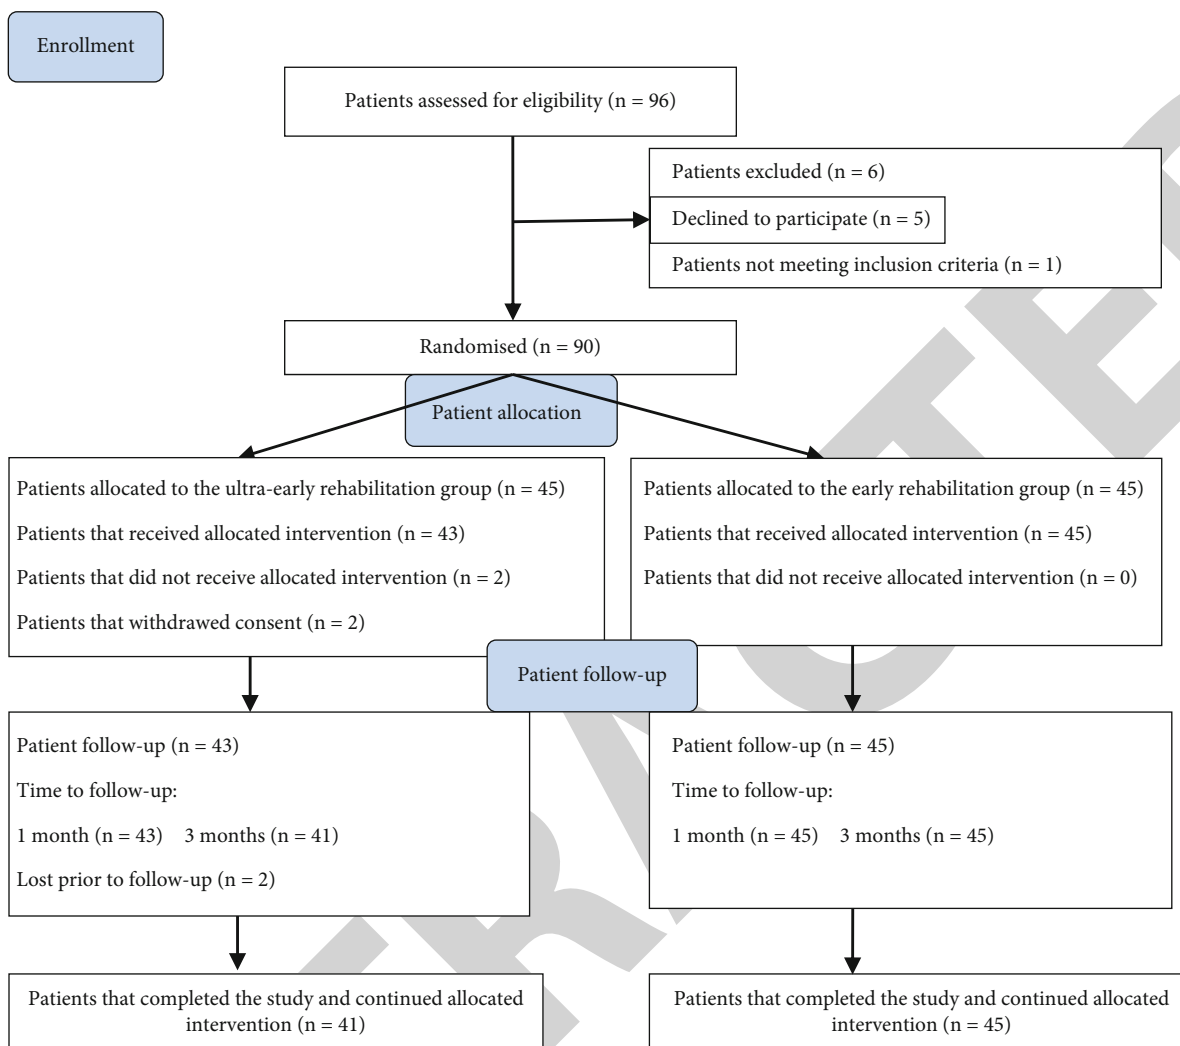 Enrollment
Patients assessed for eligibility (n = 96)
Patients excluded (n = 6)
Declined to participate (n = 5)
Patients not meeting inclusion criteria (n = 1)
Randomised (n = 90)
Patient allocation
Patients allocated to the ultra-early rehabilitation group (n = 45)
Patients that received allocated intervention (n = 43)
Patients that did not receive allocated intervention (n = 2)
Patients that withdrawed consent (n = 2)
Patients allocated to the early rehabilitation group (n = 45)
Patients that received allocated intervention (n = 45)
Patients that did not receive allocated intervention (n = 0)
Patient follow-up
Patient follow-up (n = 43)
Time to follow-up:
1 month (n = 43) 3 months (n = 41)
Lost prior to follow-up (n = 2)
Patient follow-up (n = 45)
Time to follow-up:
1 month (n = 45) 3 months (n = 45)
Patients that completed the study and continued allocated
intervention (n = 41)
Patients that completed the study and continued allocated
intervention (n = 45)